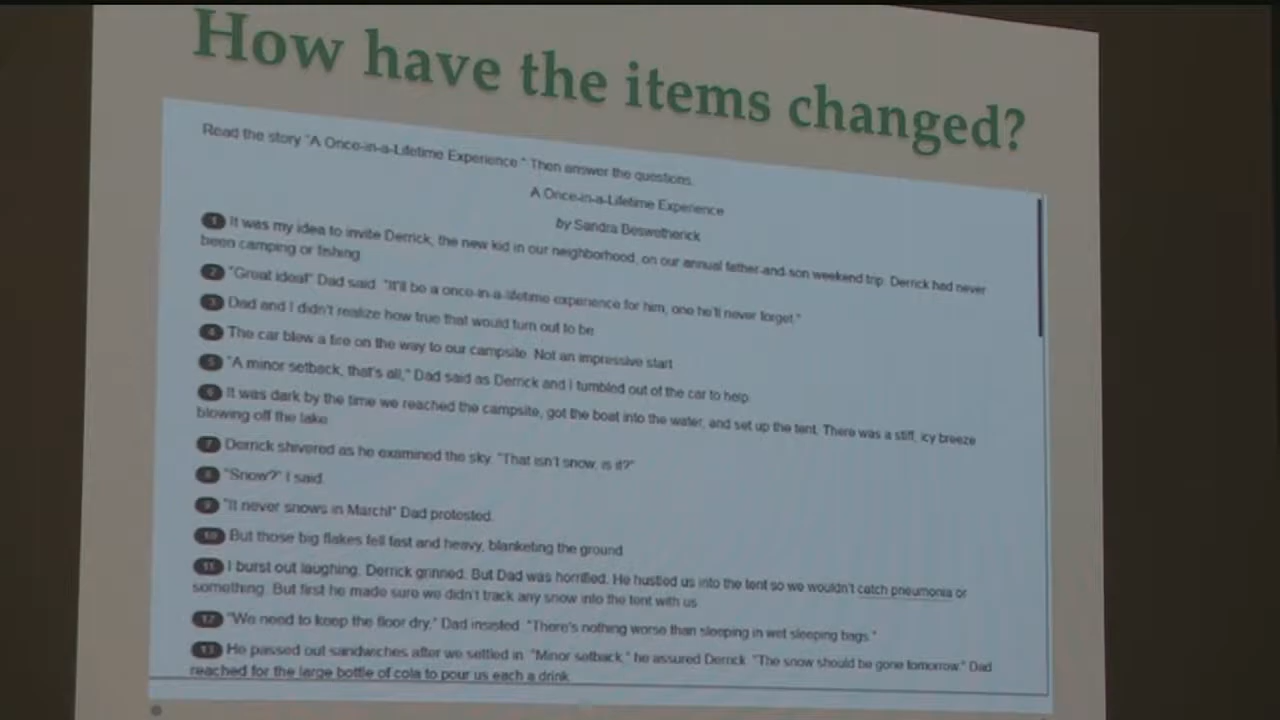 How have the items changed?
Read the story "A Once-in-a-Lifetime Experience." Then answer the questions.
A Once-in-a-Lifetime Experience
by Sandra Beswetherick
1 It was my idea to invite Derrick, the new kid in our neighborhood, on our annual father-and-son weekend trip. Derrick had never
been camping or fishing.
2 "Great idea!" Dad said. "It'll be a once-in-a-lifetime experience for him, one he'll never forget."
3 Dad and I didn't realize how true that would turn out to be.
4 The car blew a tire on the way to our campsite. Not an impressive start.
5 "A minor setback, that's all," Dad said as Derrick and I tumbled out of the car to help.
6 It was dark by the time we reached the campsite, got the boat into the water, and set up the tent. There was a stiff, icy breeze
blowing off the lake.
7 Derrick shivered as he examined the sky. "That isn't snow, is it?"
8 "Snow?" I said.
9 "It never snows in March!" Dad protested.
10 But those big flakes fell fast and heavy, blanketing the ground.
11 I burst out laughing. Derrick grinned. But Dad was horrified. He hustled us into the tent so we wouldn't catch pneumonia or
something. But first he made sure we didn't track any snow into the tent with us.
12 "We need to keep the floor dry," Dad insisted. "There's nothing worse than sleeping in wet sleeping bags."
13 He passed out sandwiches after we settled in. "Minor setback," he assured Derrick. "The snow should be gone tomorrow." Dad
reached for the large bottle of cola to pour us each a drink.